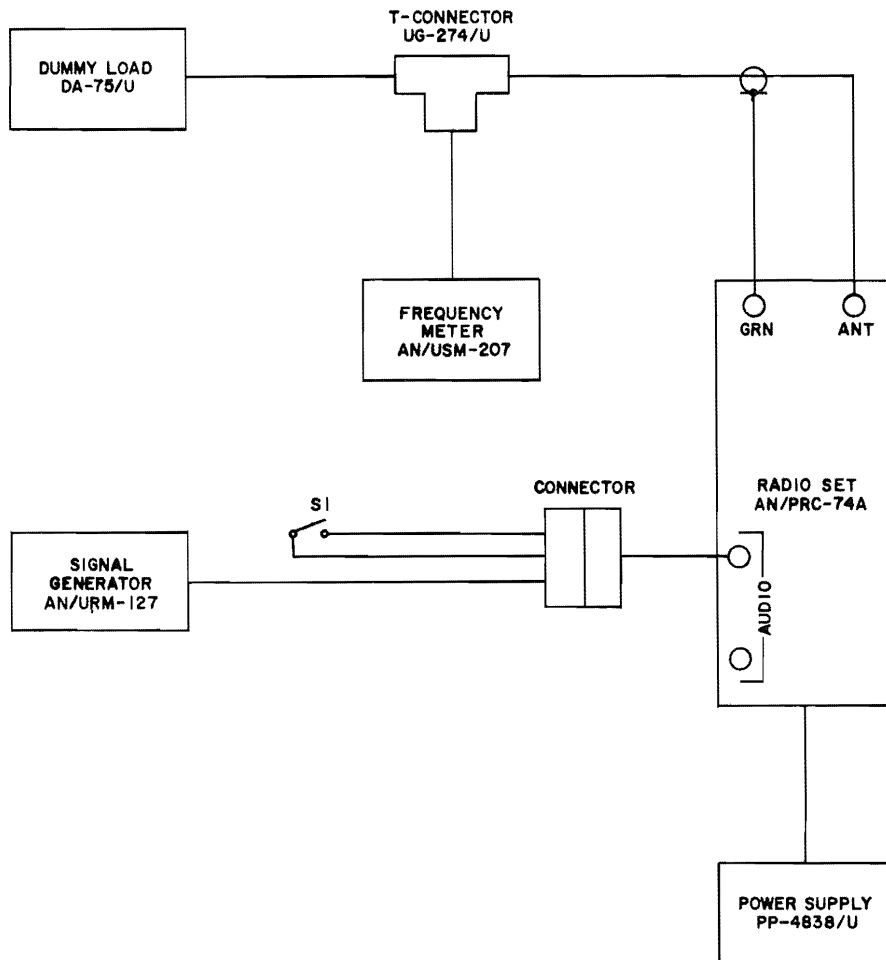 T-CONNECTOR
UG-274/U
DUMMY LOAD
DA-75/U
FREQUENCY
METER
AN/USM-207
GRN
ANT
RADIO SET
AN/PRC-74A
CONNECTOR
S1
SIGNAL
GENERATOR
AN/URM-127
AUDIO
POWER SUPPLY
PP-4838/U